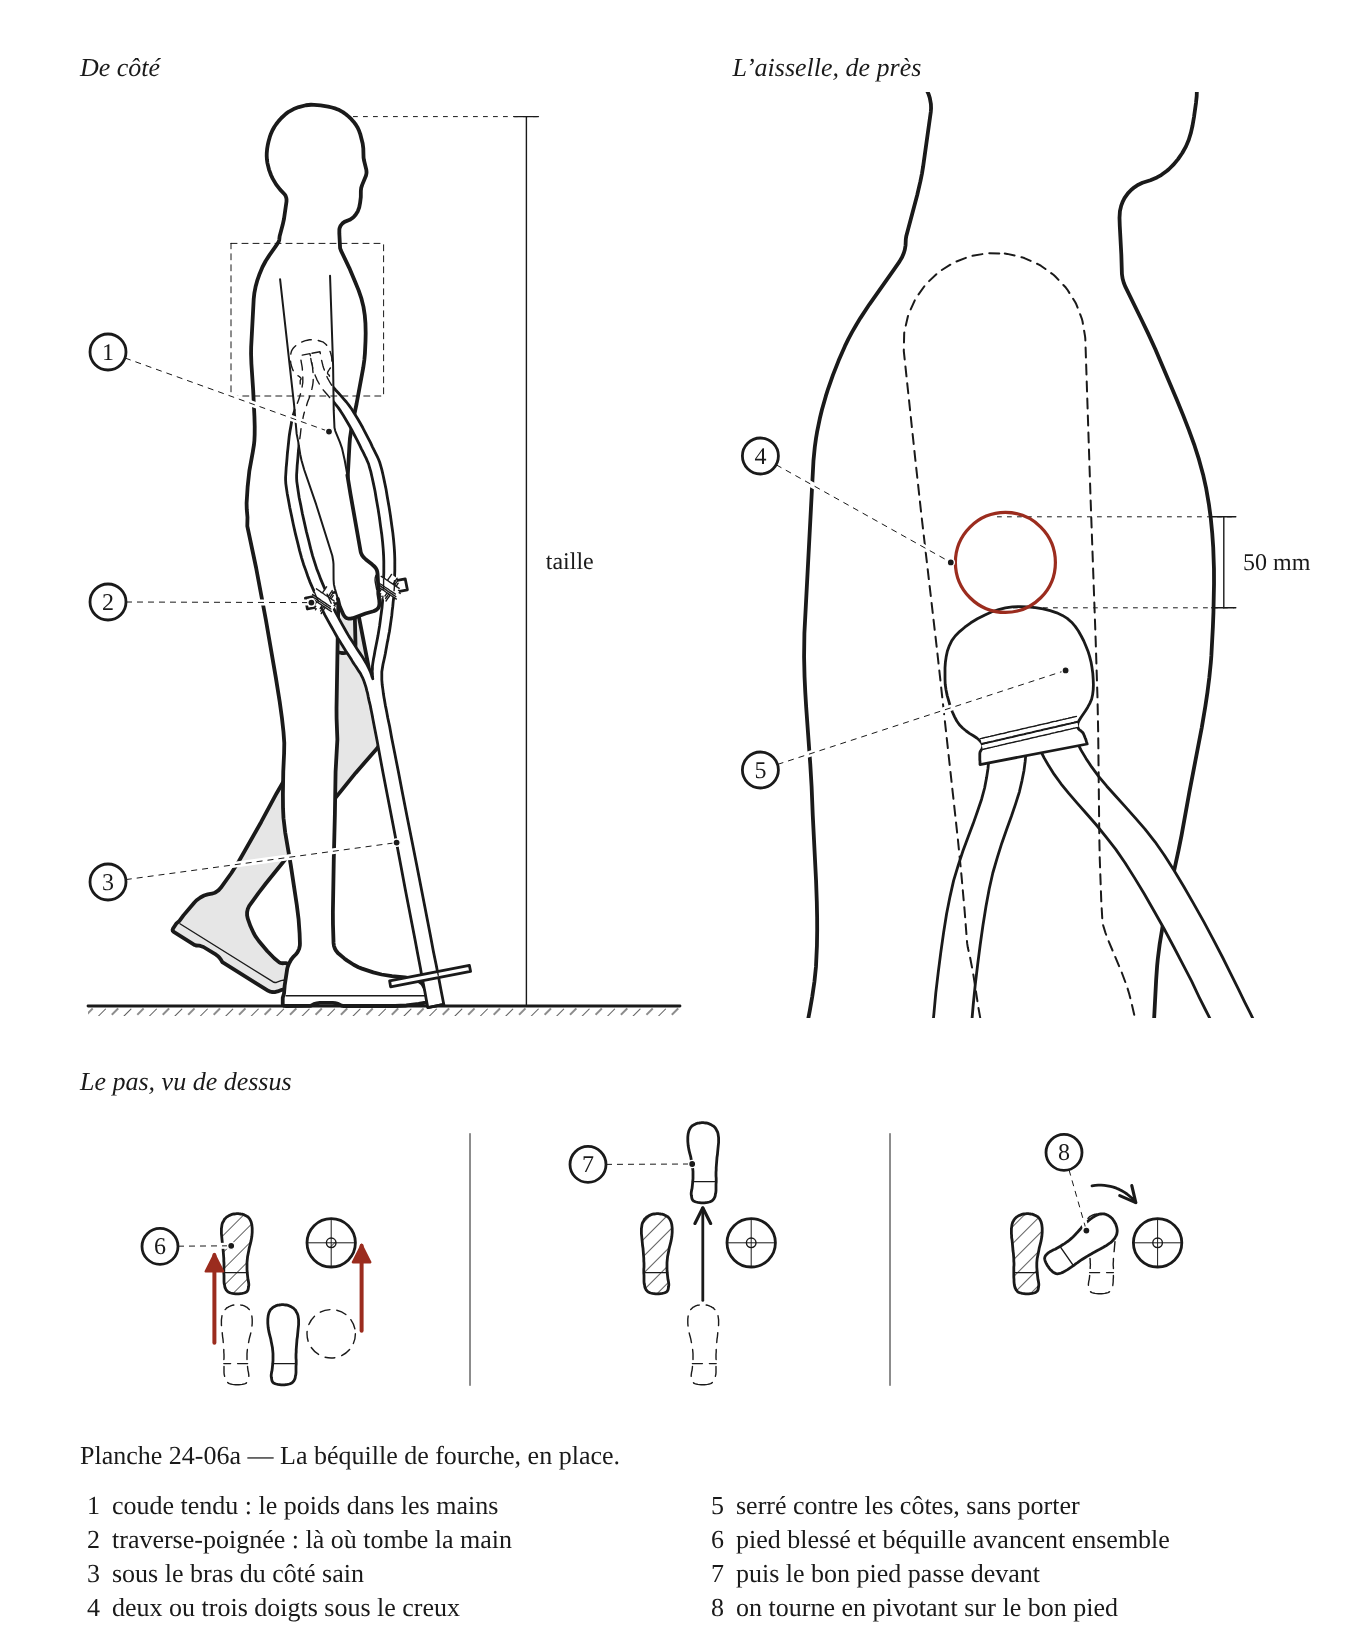 De côté
L’aisselle, de près
1
4
taille
50 mm
2
5
3
Le pas, vu de dessus
7
8
6
Planche 24-06a — La béquille de fourche, en place.
1 coude tendu : le poids dans les mains
2 traverse-poignée : là où tombe la main
3 sous le bras du côté sain
4 deux ou trois doigts sous le creux
5 serré contre les côtes, sans porter
6 pied blessé et béquille avancent ensemble
7 puis le bon pied passe devant
8 on tourne en pivotant sur le bon pied